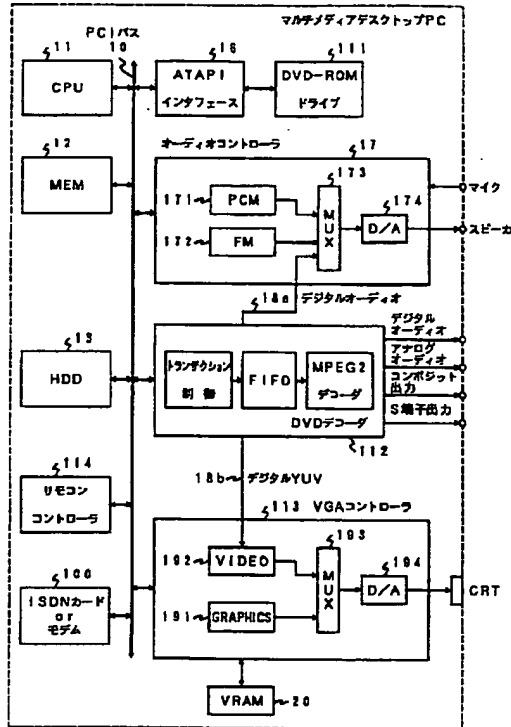 マルチメディアデスクトップPC
PCIバス
10
11
CPU
16
ATAPI
インタフェース
111
DVD-ROM
ドライブ
12
MEM
オーディオコントローラ
17
171
PCM
172
FM
173
MUX
174
D/A
マイク
スピーカ
18a
デジタルオーディオ
13
HDD
トランザクション
制御
FIFO
MPEG2
デコーダ
DVDデコーダ
112
デジタル
オーディオ
アナログ
オーディオ
コンポジット
出力
S端子出力
114
リモコン
コントローラ
18b
デジタルYUV
113
VGAコントローラ
192
VIDEO
191
GRAPHICS
193
MUX
194
D/A
CRT
100
ISDNカード
or
モデム
VRAM
20